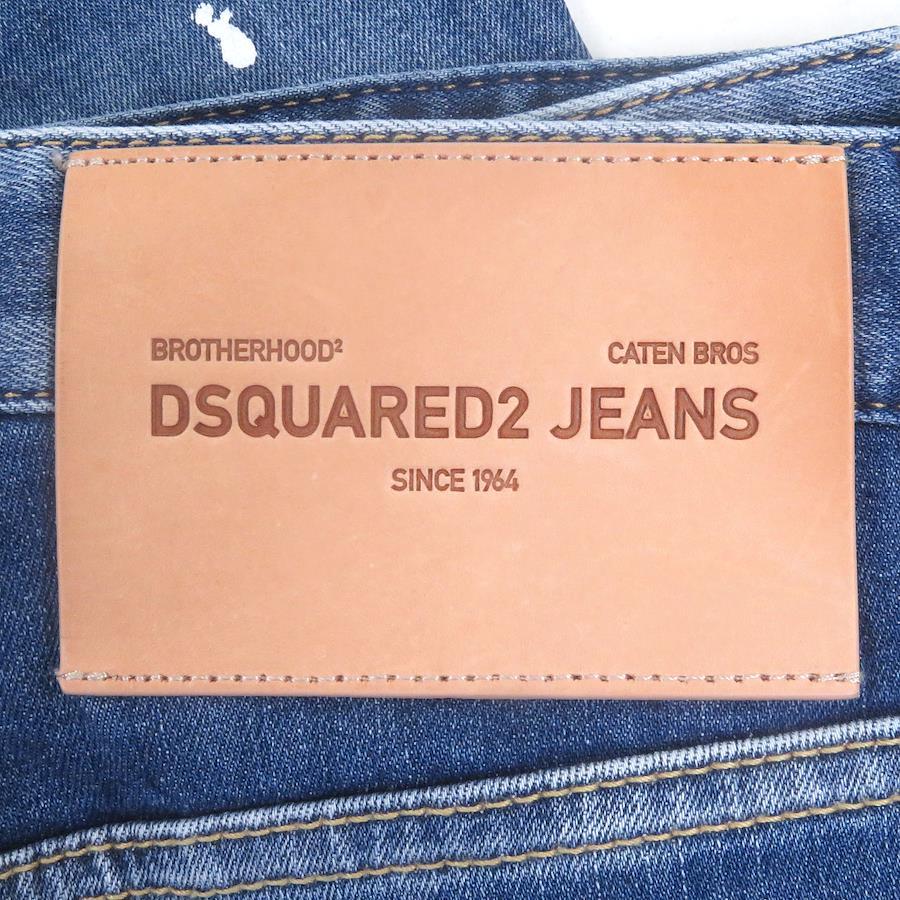 BROTHERHOOD² CATEN BROS
DSQUARED2 JEANS
SINCE 1964